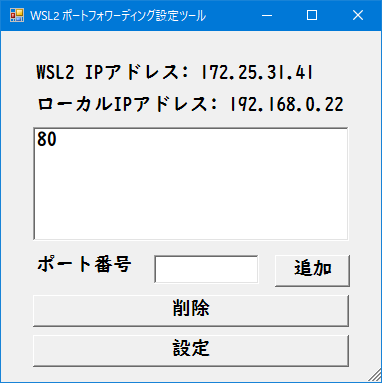 WSL2 ポートフォワーディング設定ツール
WSL2 IPアドレス: 172.25.31.41
ローカルIPアドレス: 192.168.0.22
80
ポート番号 追加
削除
設定